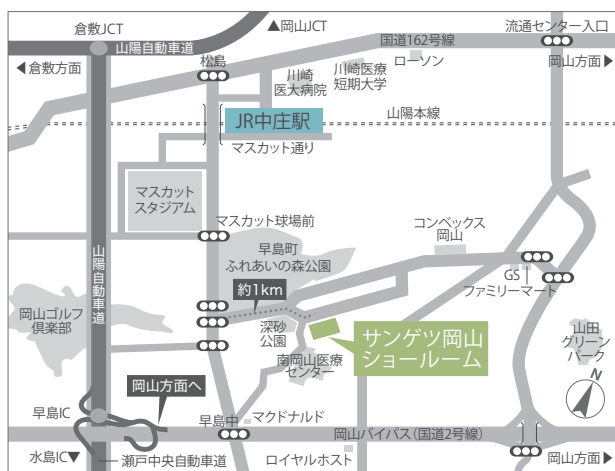 倉敷JCT
▲岡山JCT
流通センター入口
山陽自動車道
国道162号線
◀倉敷方面
松島
川崎
医大病院
川崎医療
短期大学
ローソン
岡山方面▶
JR中庄駅
山陽本線
マスカット通り
マスカット
スタジアム
マスカット球場前
コンベックス
岡山
早島町
ふれあいの森公園
山陽自動車道
約1km
GS
ファミリーマート
岡山ゴルフ
倶楽部
深砂
公園
サンゲツ岡山
ショールーム
山田
グリーン
パーク
南岡山医療
センター
岡山方面へ
N
早島IC
早島中
マクドナルド
岡山バイパス(国道2号線)
水島IC▼
瀬戸中央自動車道
ロイヤルホスト
岡山方面▶